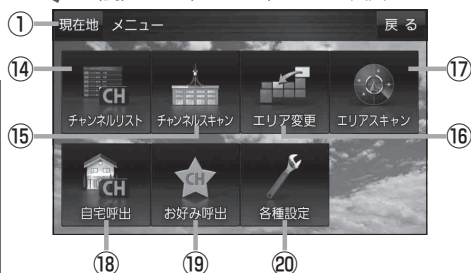 ① 現在地 メニュー 戻る
⑭ ⑰
CH
チャンネルリスト チャンネルスキャン エリア変更 エリアスキャン
⑮ ⑯
CH CH
自宅呼出 お好み呼出 各種設定
⑱ ⑲ ⑳